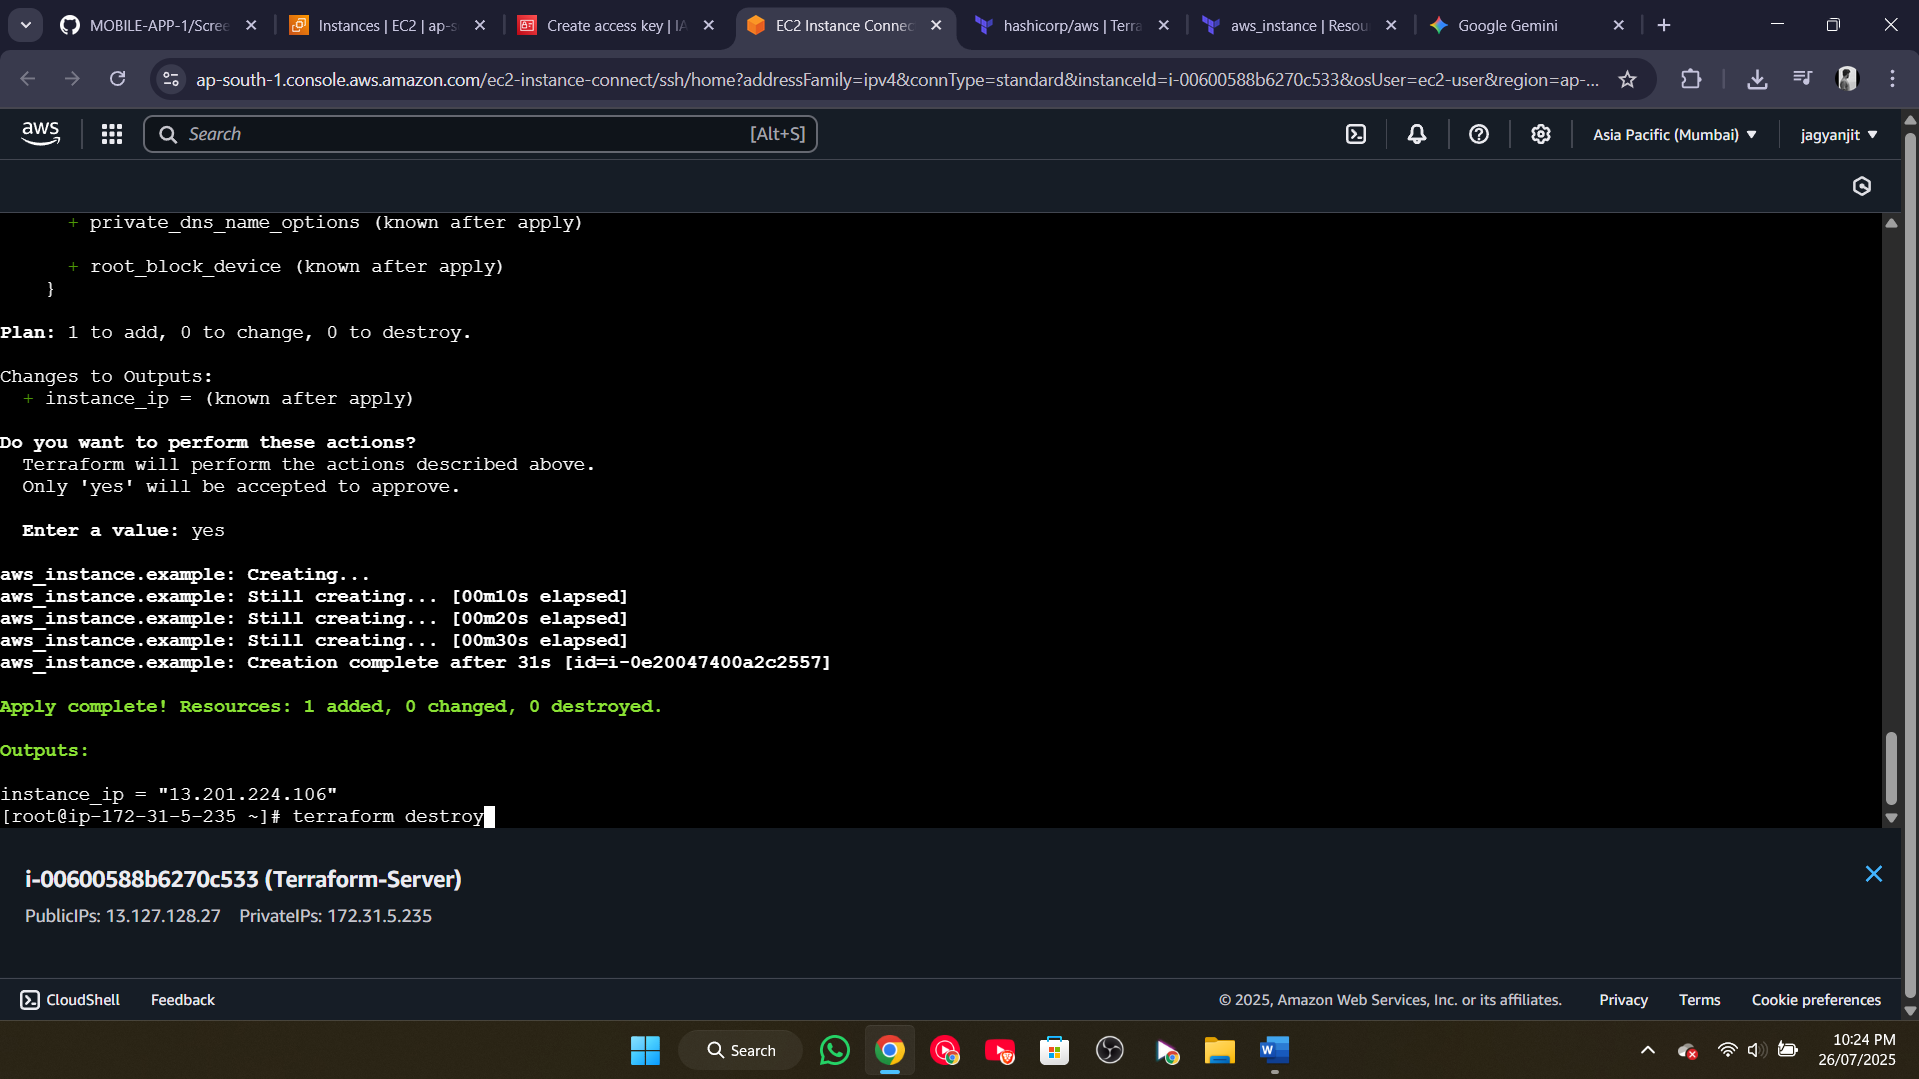 MOBILE-APP-1/Scree
Instances | EC2 | ap-s
Create access key | IA
EC2 Instance Connec
hashicorp/aws | Terra
aws_instance | Resou
Google Gemini
ap-south-1.console.aws.amazon.com/ec2-instance-connect/ssh/home?addressFamily=ipv4&connType=standard&instanceId=i-00600588b6270c533&osUser=ec2-user&region=ap-...
aws
Search [Alt+S]
Asia Pacific (Mumbai)
jagyanjit
+ private_dns_name_options (known after apply)
+ root_block_device (known after apply)
}
Plan: 1 to add, 0 to change, 0 to destroy.
Changes to Outputs:
+ instance_ip = (known after apply)
Do you want to perform these actions?
Terraform will perform the actions described above.
Only 'yes' will be accepted to approve.
Enter a value: yes
aws_instance.example: Creating...
aws_instance.example: Still creating... [00m10s elapsed]
aws_instance.example: Still creating... [00m20s elapsed]
aws_instance.example: Still creating... [00m30s elapsed]
aws_instance.example: Creation complete after 31s [id=i-0e20047400a2c2557]
Apply complete! Resources: 1 added, 0 changed, 0 destroyed.
Outputs:
instance_ip = "13.201.224.106"
[root@ip-172-31-5-235 ~]# terraform destroy
i-00600588b6270c533 (Terraform-Server)
PublicIPs: 13.127.128.27 PrivateIPs: 172.31.5.235
CloudShell Feedback © 2025, Amazon Web Services, Inc. or its affiliates. Privacy Terms Cookie preferences
Search
10:24 PM
26/07/2025